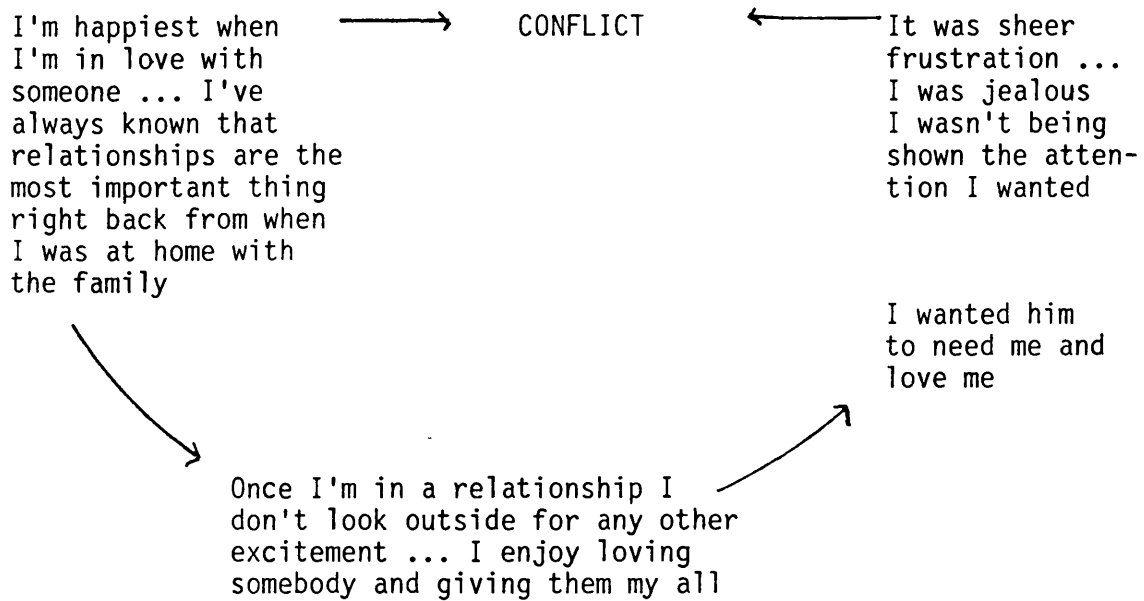 I'm happiest when
I'm in love with
someone ... I've
always known that
relationships are the
most important thing
right back from when
I was at home with
the family
CONFLICT
It was sheer
frustration ...
I was jealous
I wasn't being
shown the atten-
tion I wanted
I wanted him
to need me and
love me
Once I'm in a relationship I
don't look outside for any other
excitement ... I enjoy loving
somebody and giving them my all